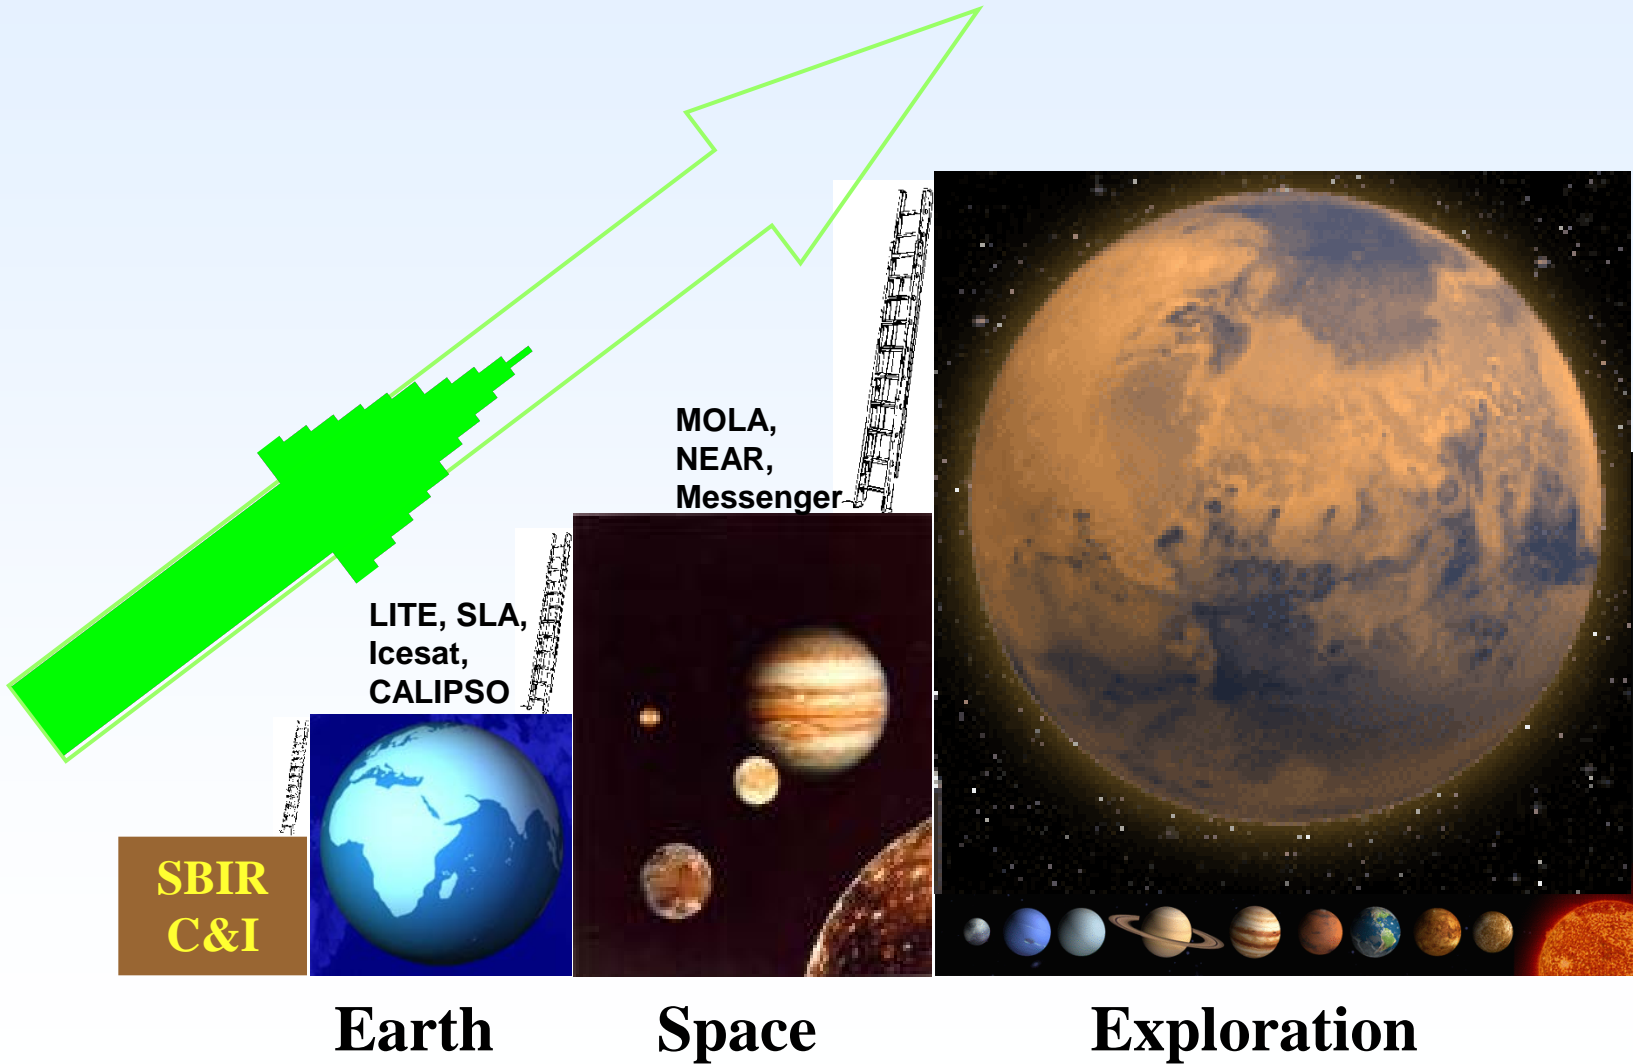 MOLA,
NEAR,
Messenger
LITE, SLA,
Icesat,
CALIPSO
SBIR
C&I
Earth
Space
Exploration